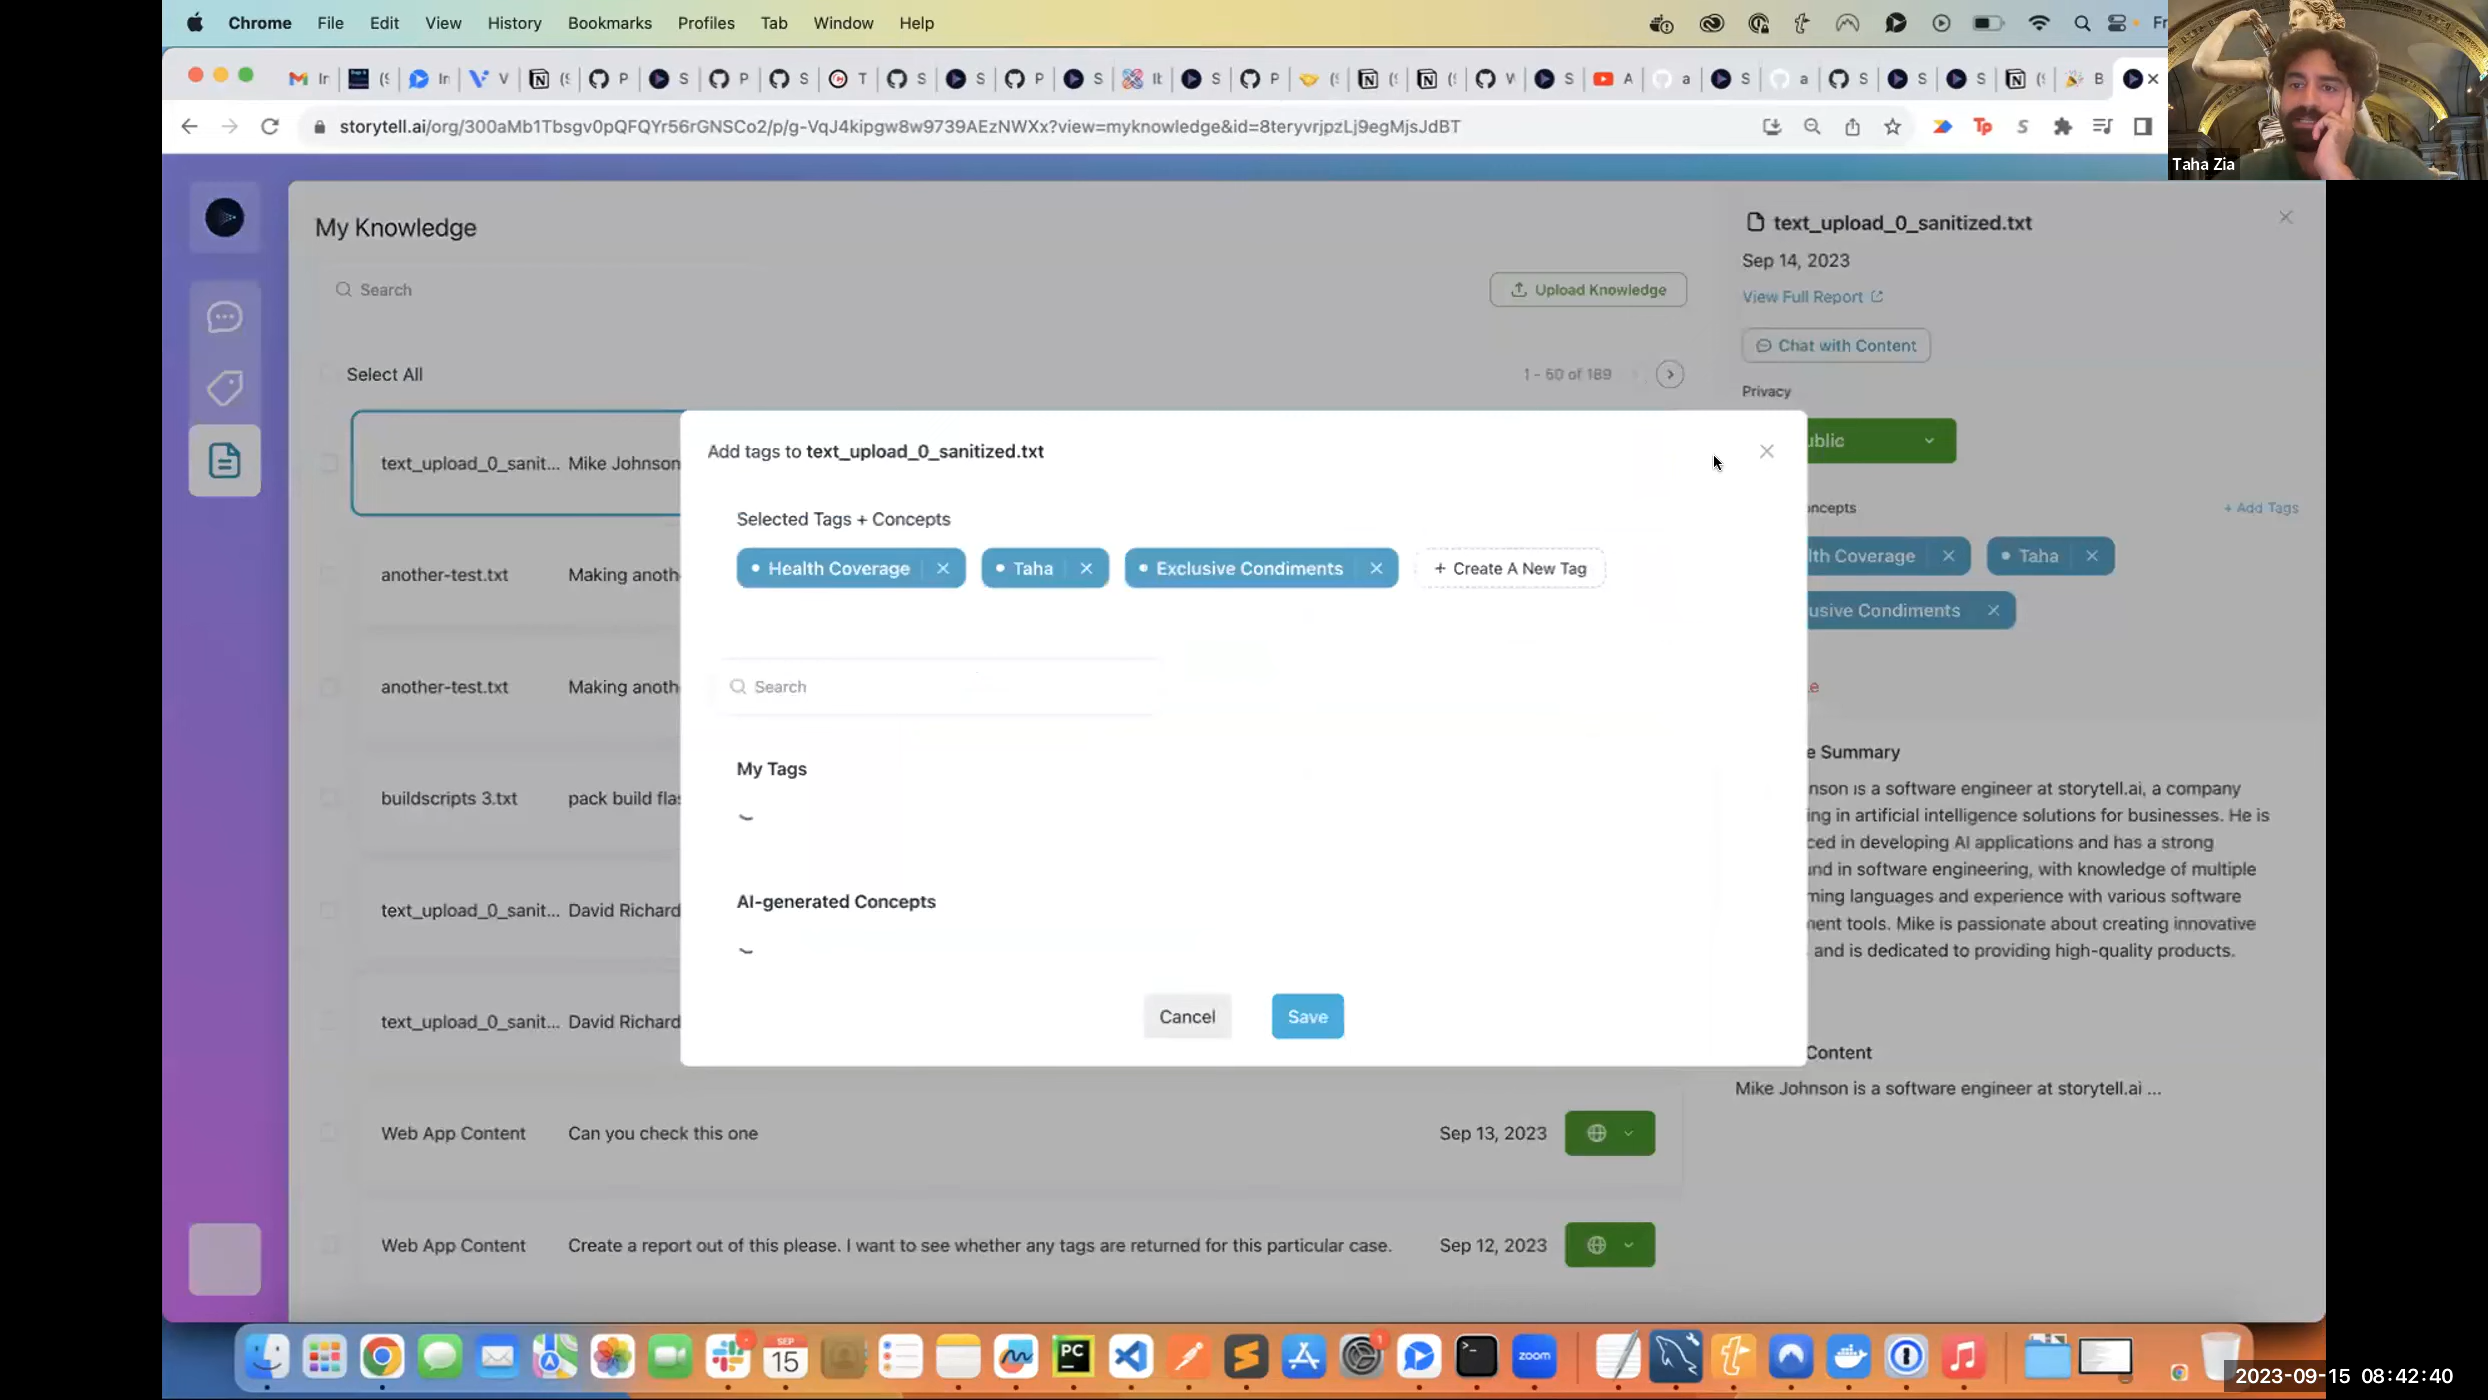 Chrome File Edit View History Bookmarks Profiles Tab Window Help
storytell.ai/org/300aMb1Tbsgv0pQFQYr56rGNSCo2/p/g-VqJ4kipgw8w9739AEzNWXx?view=myknowledge&id=8teryvrjpzLj9egMjsJdBT
Taha Zia
My Knowledge
Search
Upload Knowledge
Select All
1 - 50 of 189
text_upload_0_sanit... Mike Johnson
another-test.txt Making anoth
another-test.txt Making anoth
buildscripts 3.txt pack build flas
text_upload_0_sanit... David Richard
text_upload_0_sanit... David Richard
Web App Content Can you check this one Sep 13, 2023
Web App Content Create a report out of this please. I want to see whether any tags are returned for this particular case. Sep 12, 2023
Add tags to text_upload_0_sanitized.txt
Selected Tags + Concepts
Health Coverage
Taha
Exclusive Condiments
+ Create A New Tag
Search
My Tags
AI-generated Concepts
Cancel
Save
text_upload_0_sanitized.txt
Sep 14, 2023
View Full Report
Chat with Content
Privacy
ublic
oncepts
+ Add Tags
lth Coverage
Taha
usive Condiments
e
e Summary
nson is a software engineer at storytell.ai, a company
ing in artificial intelligence solutions for businesses. He is
ced in developing AI applications and has a strong
und in software engineering, with knowledge of multiple
ming languages and experience with various software
nent tools. Mike is passionate about creating innovative
, and is dedicated to providing high-quality products.
Content
Mike Johnson is a software engineer at storytell.ai ...
SEP
15
PC
zoom
2023-09-15 08:42:40